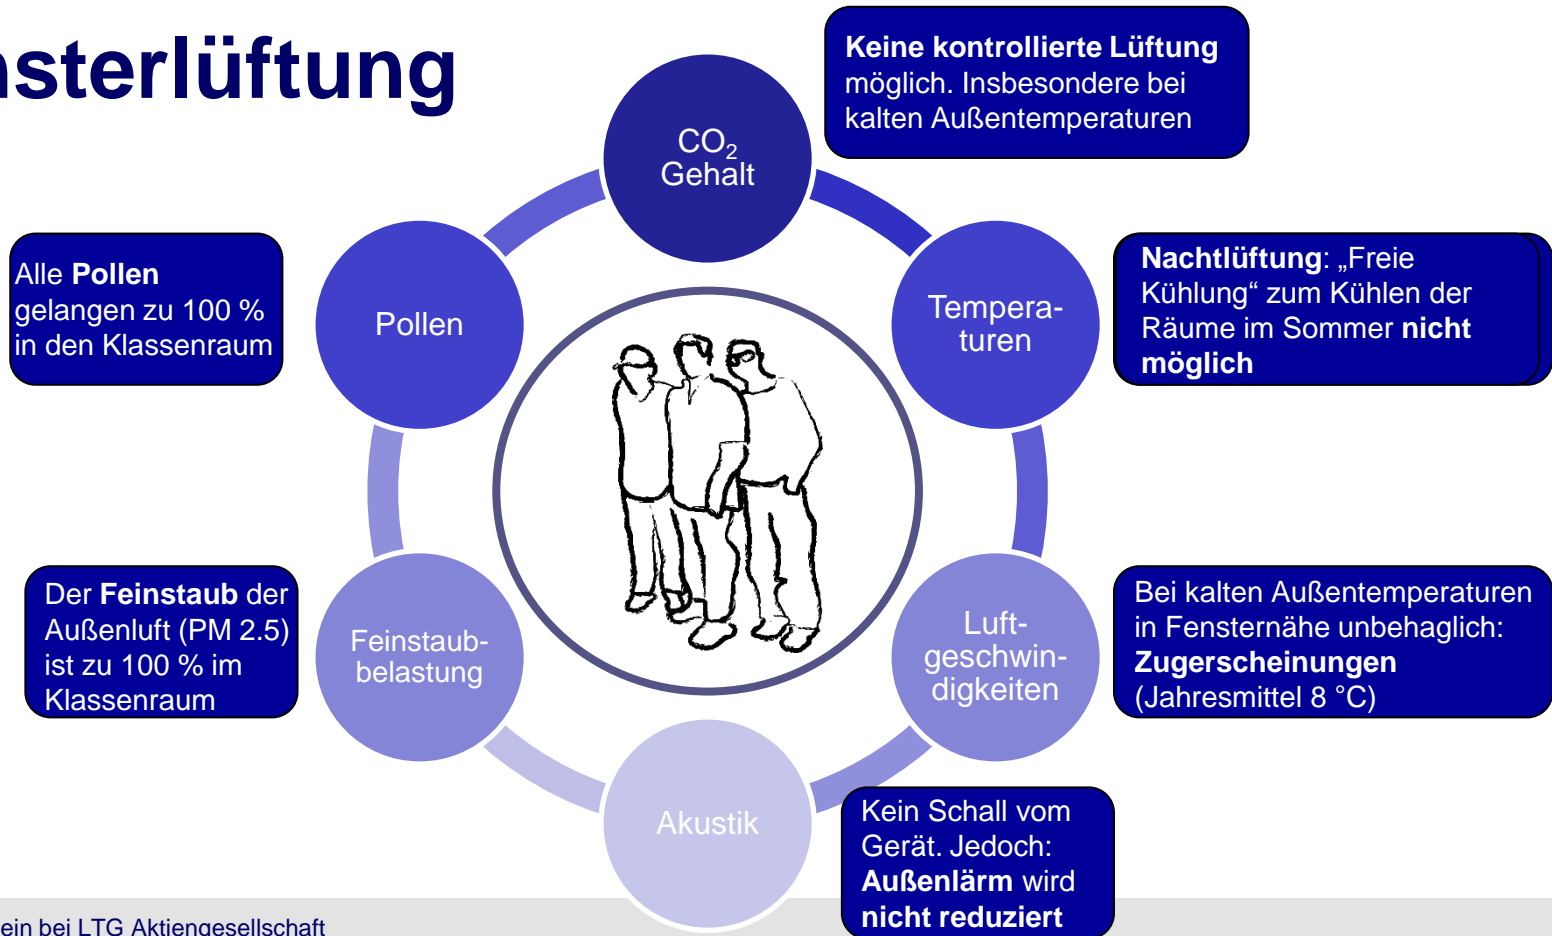 nsterlüftung
Keine kontrollierte Lüftung
möglich. Insbesondere bei
kalten Außentemperaturen
CO₂
Gehalt
Alle Pollen
gelangen zu 100 %
in den Klassenraum
Pollen
Tempera-
turen
Nachtlüftung: „Freie
Kühlung“ zum Kühlen der
Räume im Sommer nicht
möglich
Der Feinstaub der
Außenluft (PM 2.5)
ist zu 100 % im
Klassenraum
Feinstaub-
belastung
Luft-
geschwin-
digkeiten
Bei kalten Außentemperaturen
in Fensternähe unbehaglich:
Zugerscheinungen
(Jahresmittel 8 °C)
Akustik
Kein Schall vom
Gerät. Jedoch:
Außenlärm wird
nicht reduziert
ein bei LTG Aktiengesellschaft